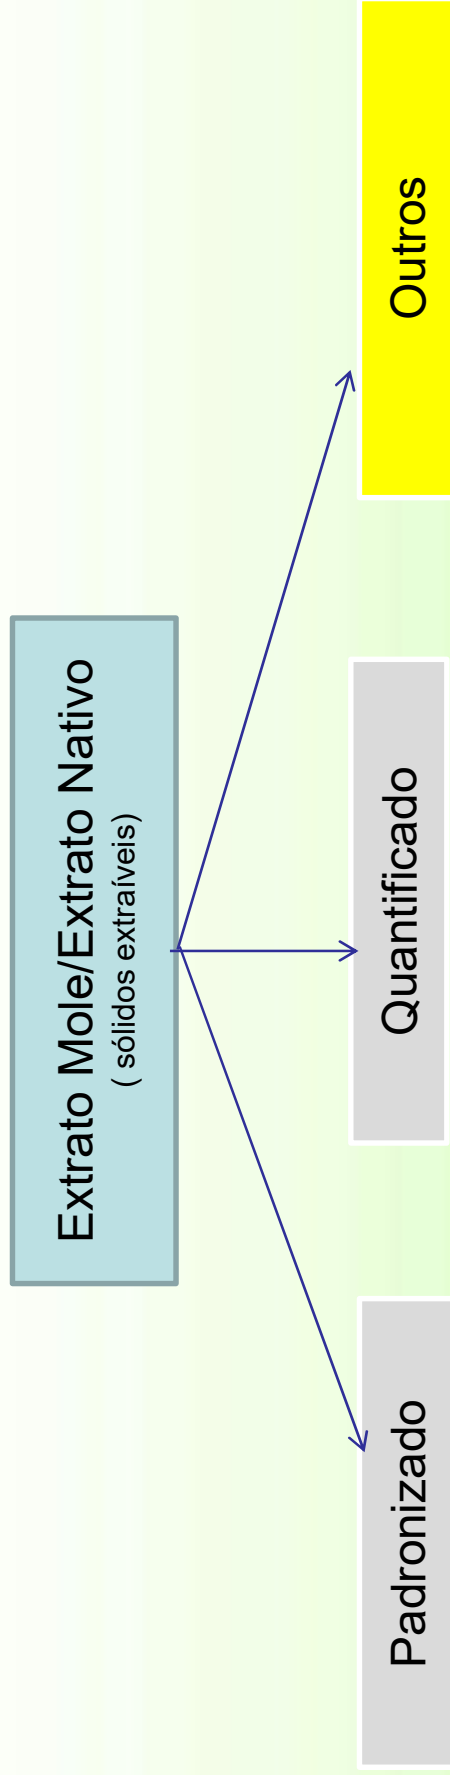 Extrato Mole/Extrato Nativo
( sólidos extraíveis)
Padronizado
Quantificado
Outros